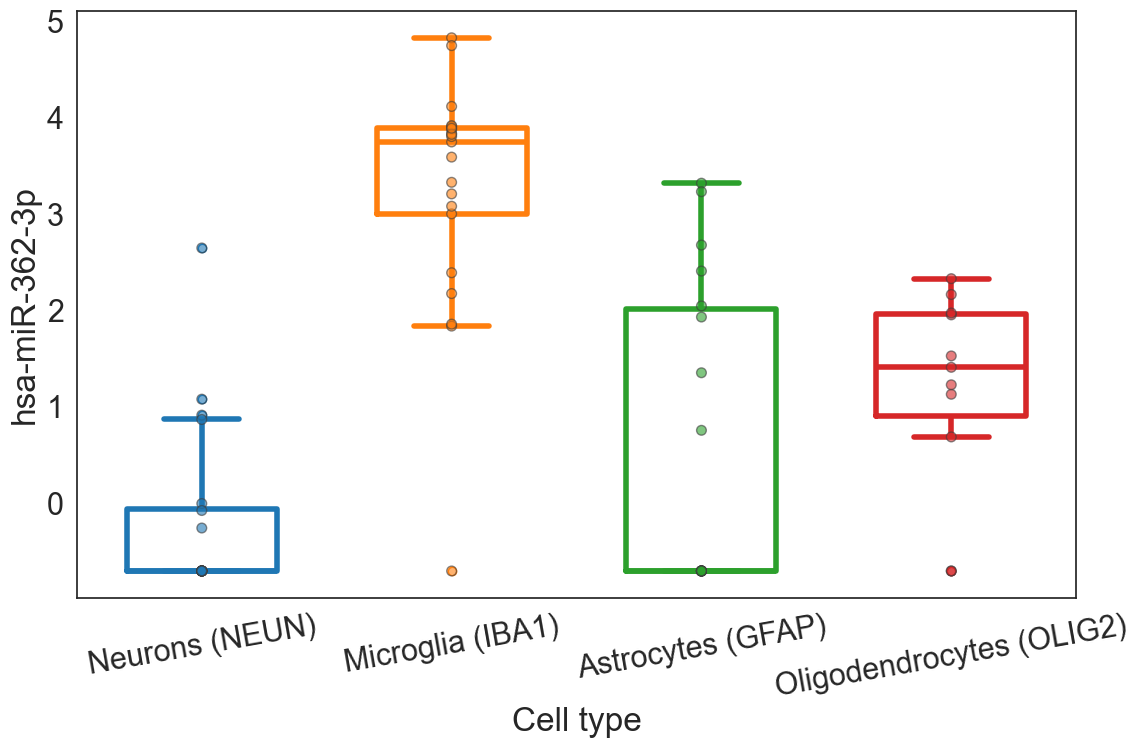 hsa-miR-362-3p
5
4
3
2
1
0
Neurons (NEUN)
Microglia (IBA1)
Astrocytes (GFAP)
Oligodendrocytes (OLIG2)
Cell type